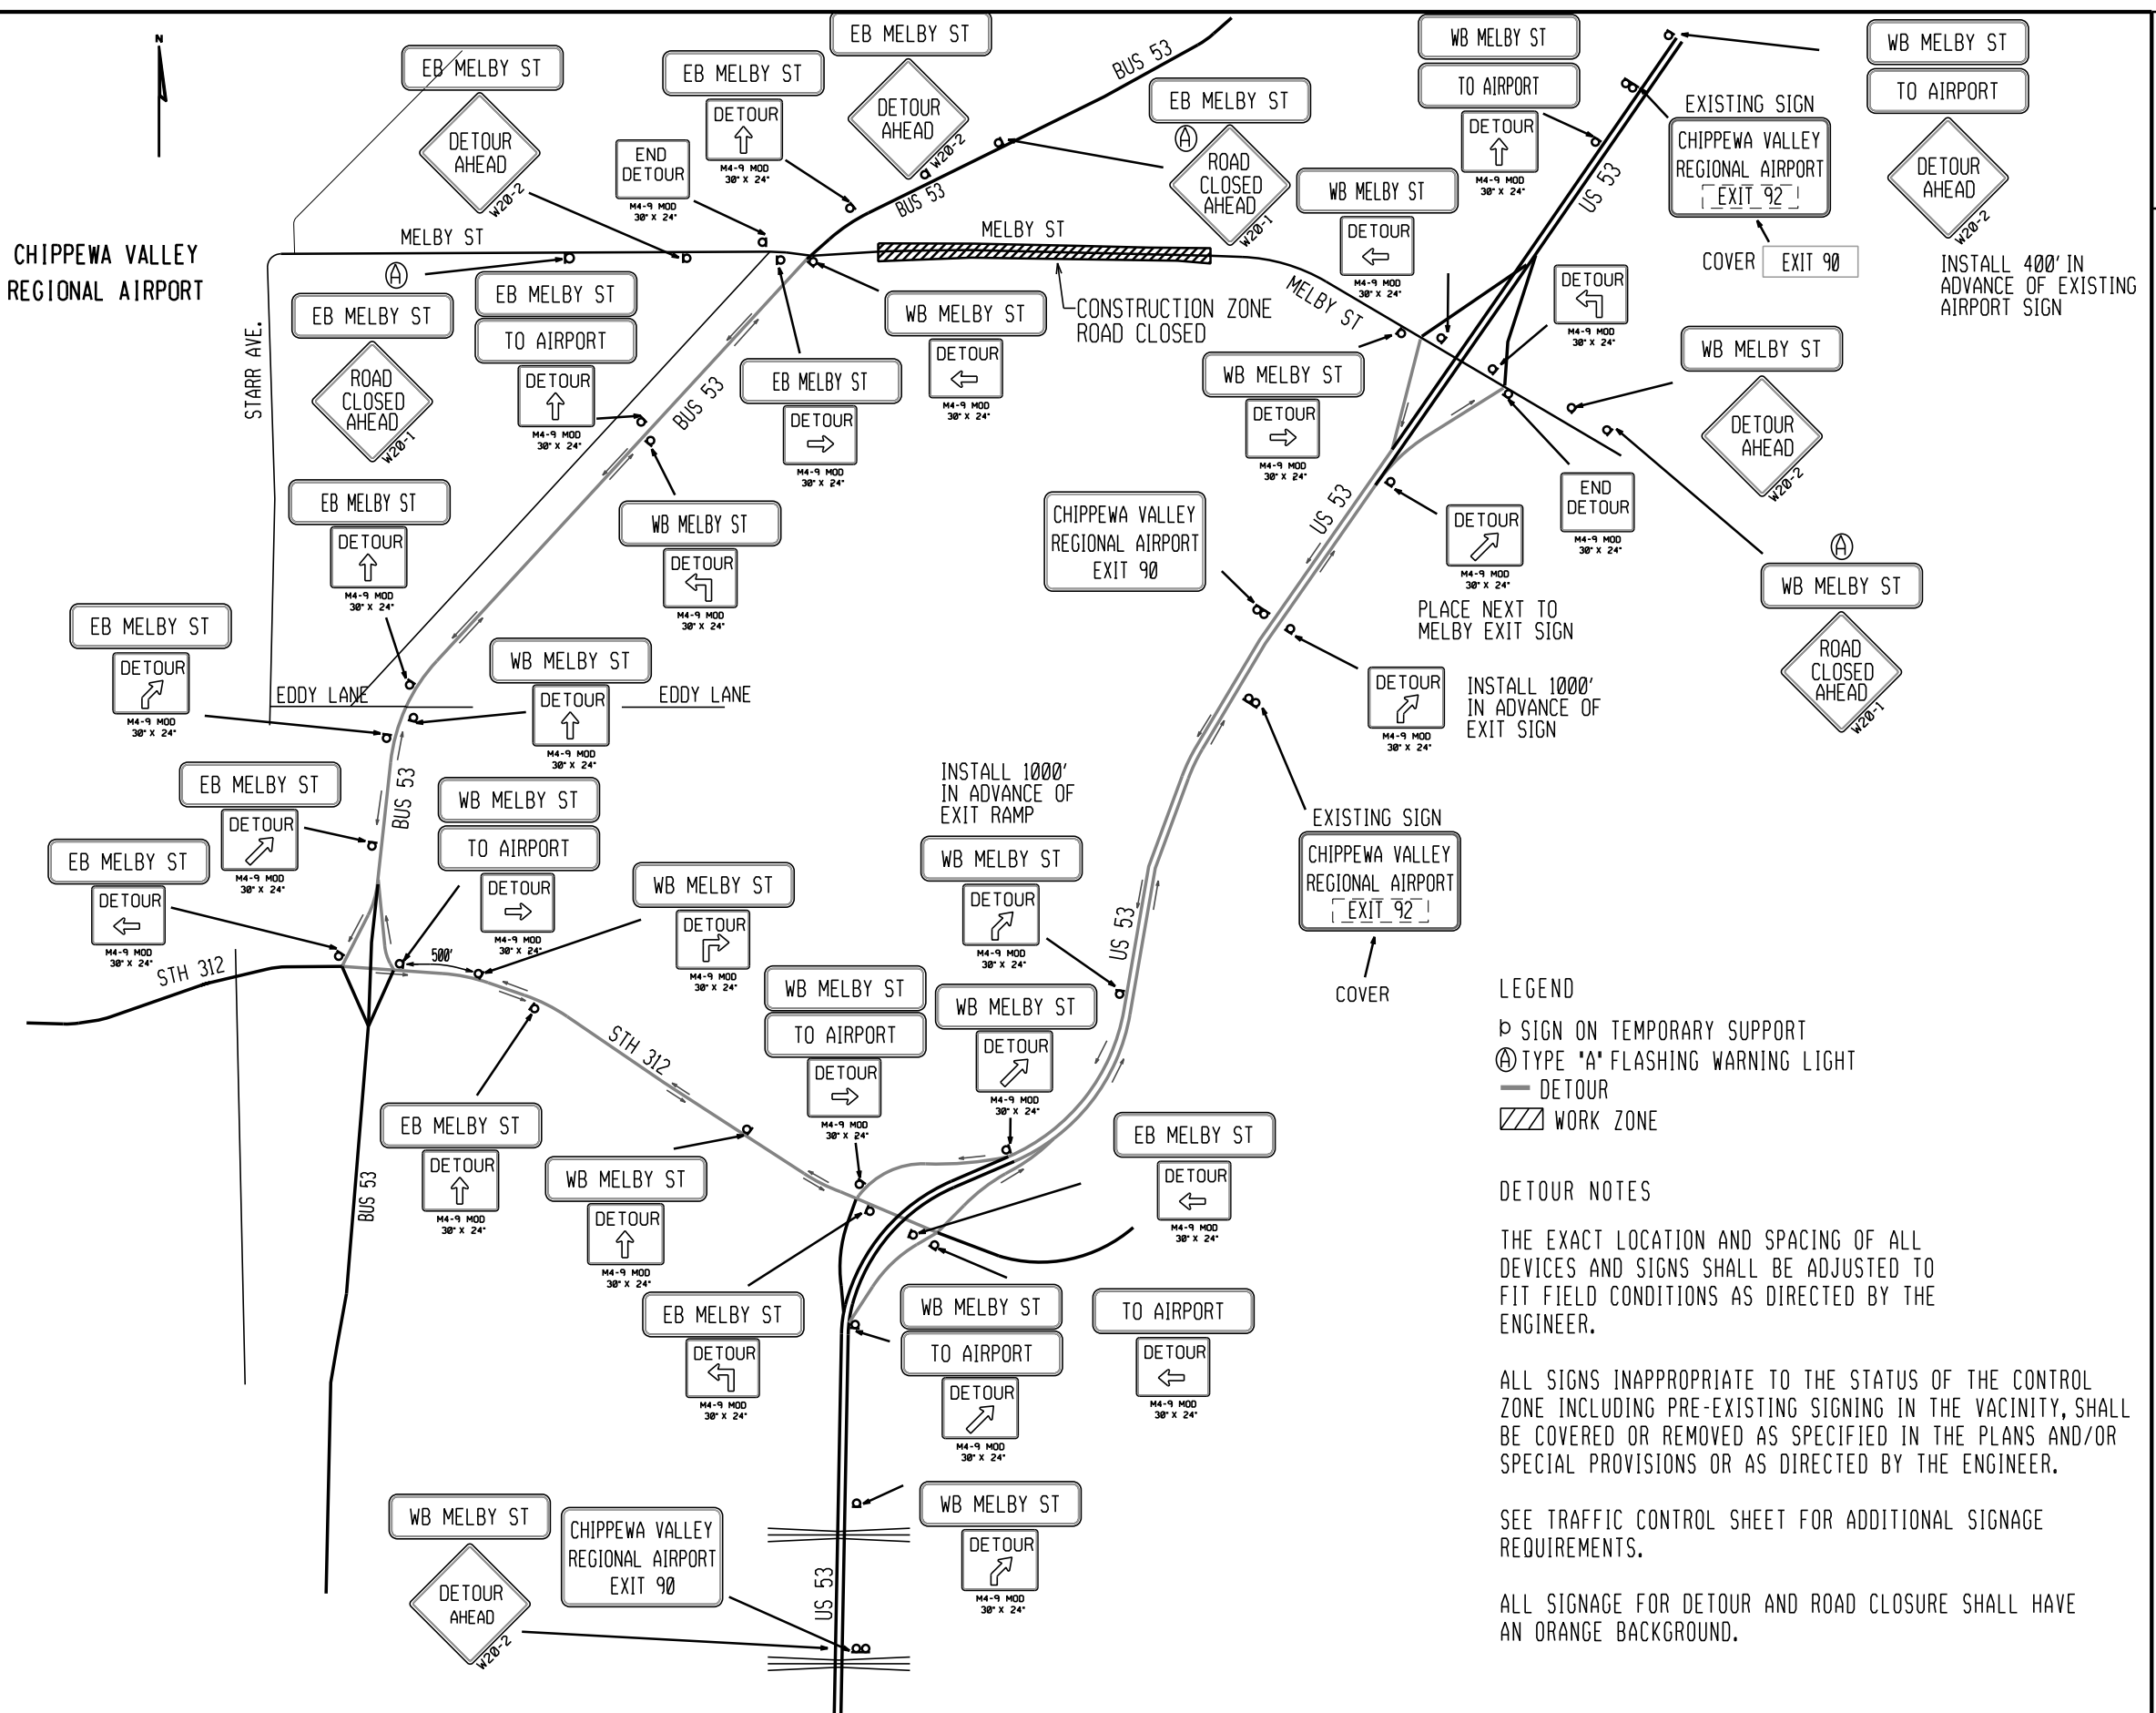 N
EB MELBY ST
DETOUR
AHEAD
W20-2
EB MELBY ST
DETOUR
M4-9 MOD
30" X 24"
END
DETOUR
M4-9 MOD
30" X 24"
EB MELBY ST
DETOUR
AHEAD
W20-2
BUS 53
BUS 53
EB MELBY ST
A
ROAD
CLOSED
AHEAD
W20-1
WB MELBY ST
TO AIRPORT
DETOUR
M4-9 MOD
30" X 24"
WB MELBY ST
DETOUR
M4-9 MOD
30" X 24"
US 53
EXISTING SIGN
CHIPPEWA VALLEY
REGIONAL AIRPORT
EXIT 92
COVER
EXIT 90
WB MELBY ST
TO AIRPORT
DETOUR
AHEAD
W20-2
INSTALL 400' IN
ADVANCE OF EXISTING
AIRPORT SIGN
CHIPPEWA VALLEY
REGIONAL AIRPORT
MELBY ST
MELBY ST
MELBY ST
CONSTRUCTION ZONE
ROAD CLOSED
STARR AVE.
A
EB MELBY ST
ROAD
CLOSED
AHEAD
W20-1
EB MELBY ST
TO AIRPORT
DETOUR
M4-9 MOD
30" X 24"
BUS 53
EB MELBY ST
DETOUR
M4-9 MOD
30" X 24"
WB MELBY ST
DETOUR
M4-9 MOD
30" X 24"
WB MELBY ST
DETOUR
M4-9 MOD
30" X 24"
DETOUR
M4-9 MOD
30" X 24"
WB MELBY ST
DETOUR
AHEAD
W20-2
END
DETOUR
M4-9 MOD
30" X 24"
A
WB MELBY ST
ROAD
CLOSED
AHEAD
W20-1
EB MELBY ST
DETOUR
M4-9 MOD
30" X 24"
WB MELBY ST
DETOUR
M4-9 MOD
30" X 24"
CHIPPEWA VALLEY
REGIONAL AIRPORT
EXIT 90
US 53
DETOUR
M4-9 MOD
30" X 24"
PLACE NEXT TO
MELBY EXIT SIGN
DETOUR
M4-9 MOD
30" X 24"
INSTALL 1000'
IN ADVANCE OF
EXIT SIGN
EB MELBY ST
DETOUR
M4-9 MOD
30" X 24"
EDDY LANE
EDDY LANE
WB MELBY ST
DETOUR
M4-9 MOD
30" X 24"
EB MELBY ST
DETOUR
M4-9 MOD
30" X 24"
BUS 53
WB MELBY ST
TO AIRPORT
DETOUR
M4-9 MOD
30" X 24"
EB MELBY ST
DETOUR
M4-9 MOD
30" X 24"
WB MELBY ST
DETOUR
M4-9 MOD
30" X 24"
500'
STH 312
INSTALL 1000'
IN ADVANCE OF
EXIT RAMP
WB MELBY ST
DETOUR
M4-9 MOD
30" X 24"
US 53
EXISTING SIGN
CHIPPEWA VALLEY
REGIONAL AIRPORT
EXIT 92
COVER
STH 312
WB MELBY ST
TO AIRPORT
DETOUR
M4-9 MOD
30" X 24"
WB MELBY ST
DETOUR
M4-9 MOD
30" X 24"
EB MELBY ST
DETOUR
M4-9 MOD
30" X 24"
BUS 53
WB MELBY ST
DETOUR
M4-9 MOD
30" X 24"
EB MELBY ST
DETOUR
M4-9 MOD
30" X 24"
EB MELBY ST
DETOUR
M4-9 MOD
30" X 24"
WB MELBY ST
TO AIRPORT
DETOUR
M4-9 MOD
30" X 24"
TO AIRPORT
DETOUR
M4-9 MOD
30" X 24"
WB MELBY ST
DETOUR
AHEAD
W20-2
CHIPPEWA VALLEY
REGIONAL AIRPORT
EXIT 90
US 53
WB MELBY ST
DETOUR
M4-9 MOD
30" X 24"
LEGEND
SIGN ON TEMPORARY SUPPORT
A TYPE "A" FLASHING WARNING LIGHT
DETOUR
WORK ZONE
DETOUR NOTES
THE EXACT LOCATION AND SPACING OF ALL
DEVICES AND SIGNS SHALL BE ADJUSTED TO
FIT FIELD CONDITIONS AS DIRECTED BY THE
ENGINEER.
ALL SIGNS INAPPROPRIATE TO THE STATUS OF THE CONTROL
ZONE INCLUDING PRE-EXISTING SIGNING IN THE VACINITY, SHALL
BE COVERED OR REMOVED AS SPECIFIED IN THE PLANS AND/OR
SPECIAL PROVISIONS OR AS DIRECTED BY THE ENGINEER.
SEE TRAFFIC CONTROL SHEET FOR ADDITIONAL SIGNAGE
REQUIREMENTS.
ALL SIGNAGE FOR DETOUR AND ROAD CLOSURE SHALL HAVE
AN ORANGE BACKGROUND.